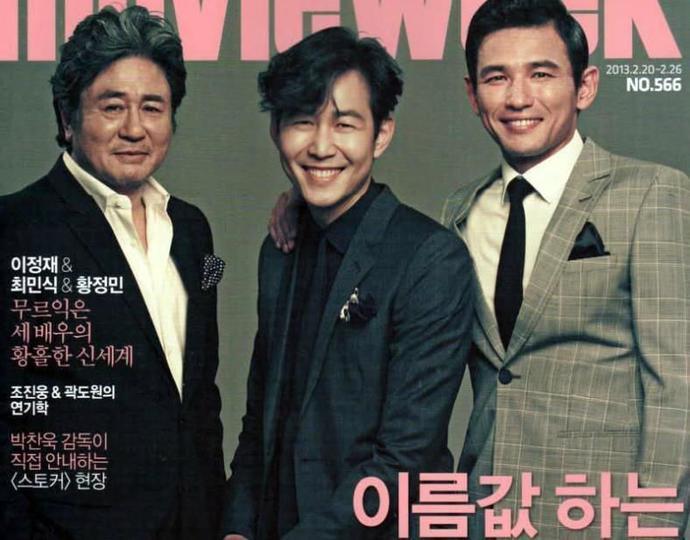 movieweek
2013.2.20~2.26
NO.566
이정재 &
최민식 & 황정민
무르익은
세 배우의
황홀한 신세계
조진웅 & 곽도원의
연기학
박찬욱 감독이
직접 안내하는
<스토커> 현장
이름값 하는